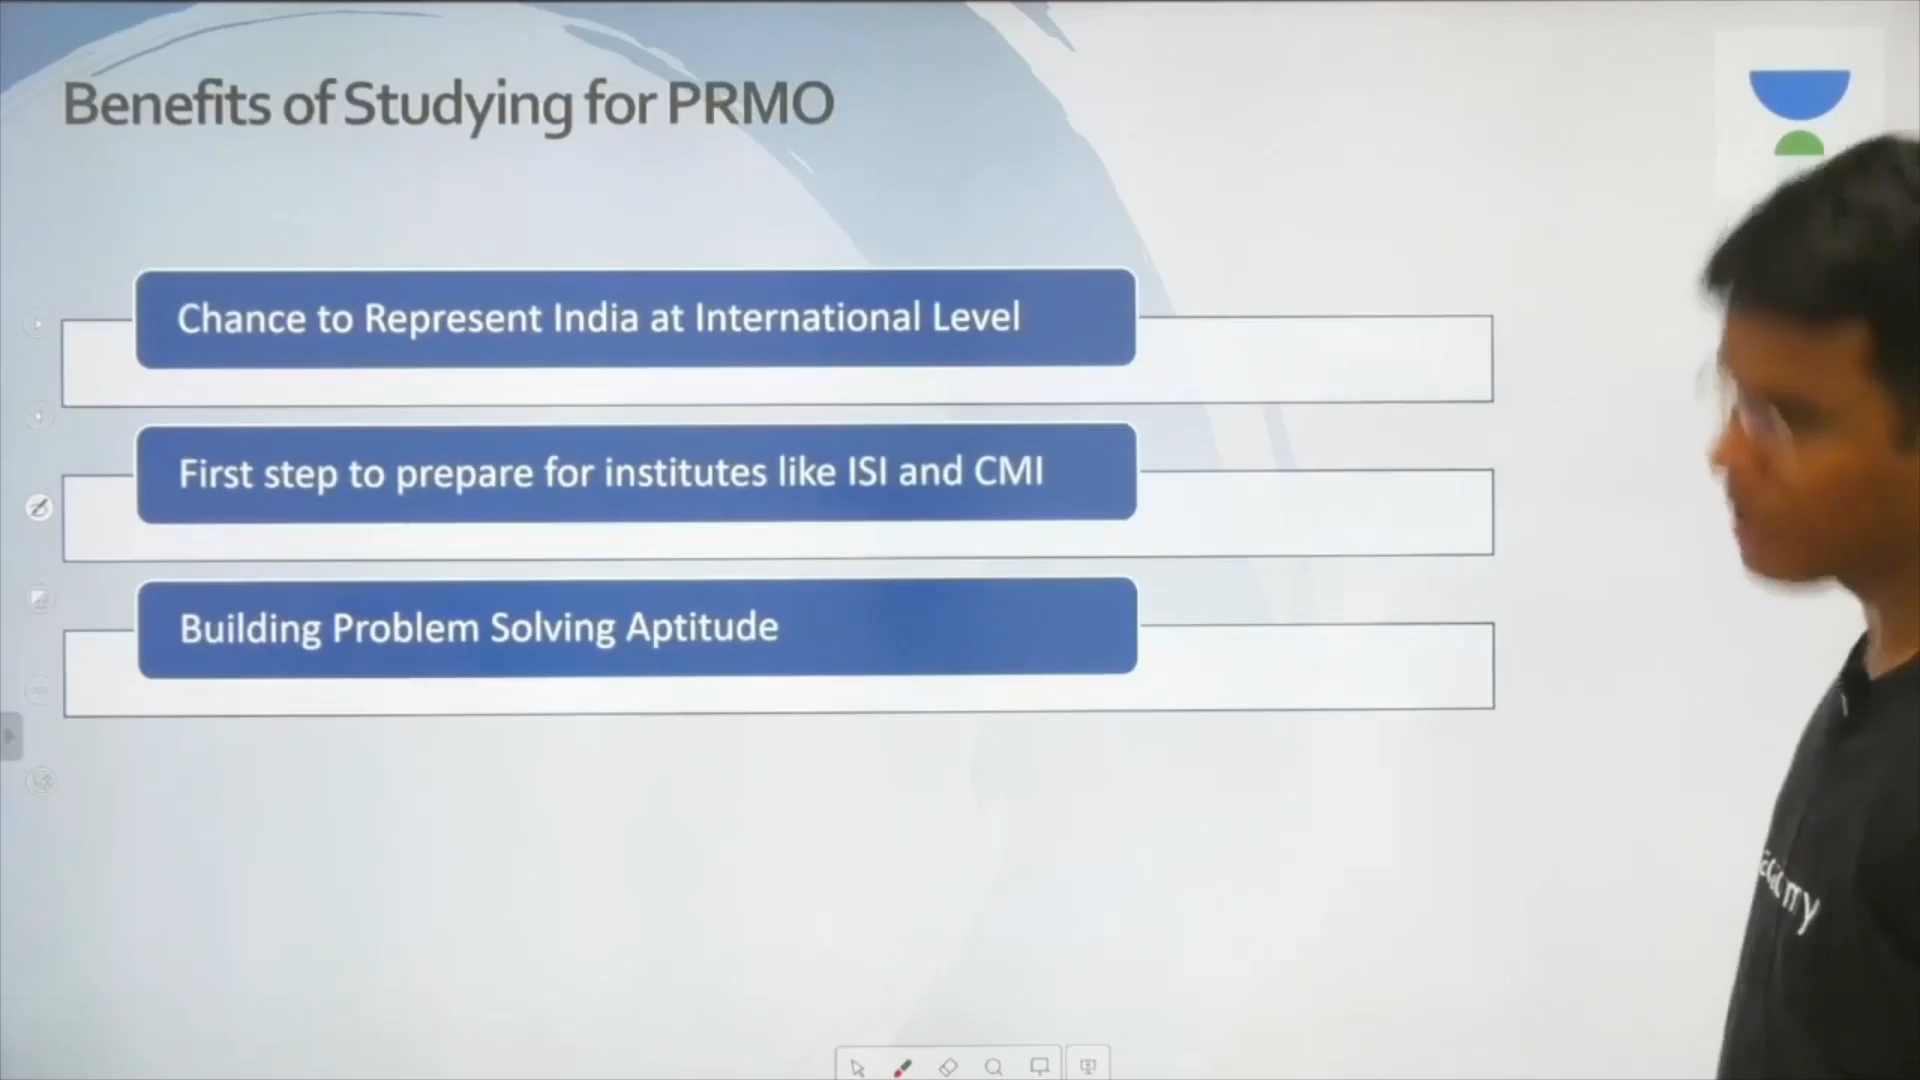 Benefits of Studying for PRMO
Chance to Represent India at International Level
First step to prepare for institutes like ISI and CMI
Building Problem Solving Aptitude